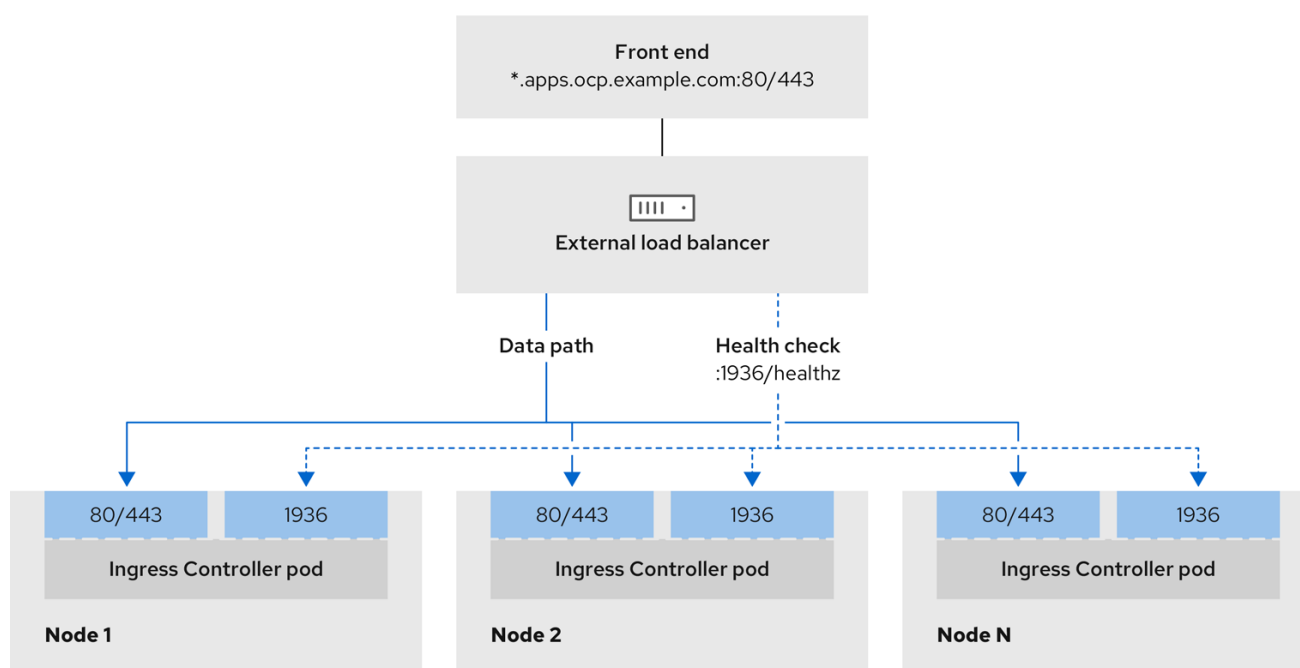 Front end
*.apps.ocp.example.com:80/443
External load balancer
Data path
Health check
:1936/healthz
80/443
1936
80/443
1936
80/443
1936
Ingress Controller pod
Ingress Controller pod
Ingress Controller pod
Node 1
Node 2
Node N